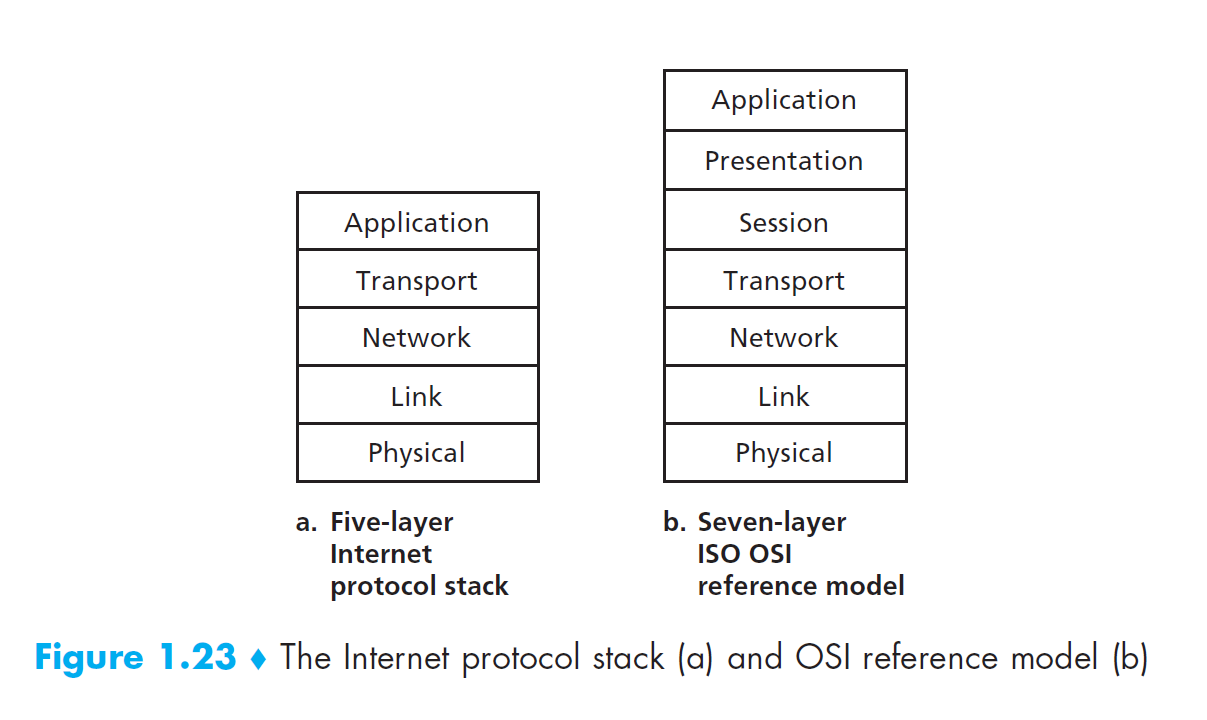 Application
Transport
Network
Link
Physical
a. Five-layer
Internet
protocol stack
Application
Presentation
Session
Transport
Network
Link
Physical
b. Seven-layer
ISO OSI
reference model
Figure 1.23 ♦ The Internet protocol stack (a) and OSI reference model (b)